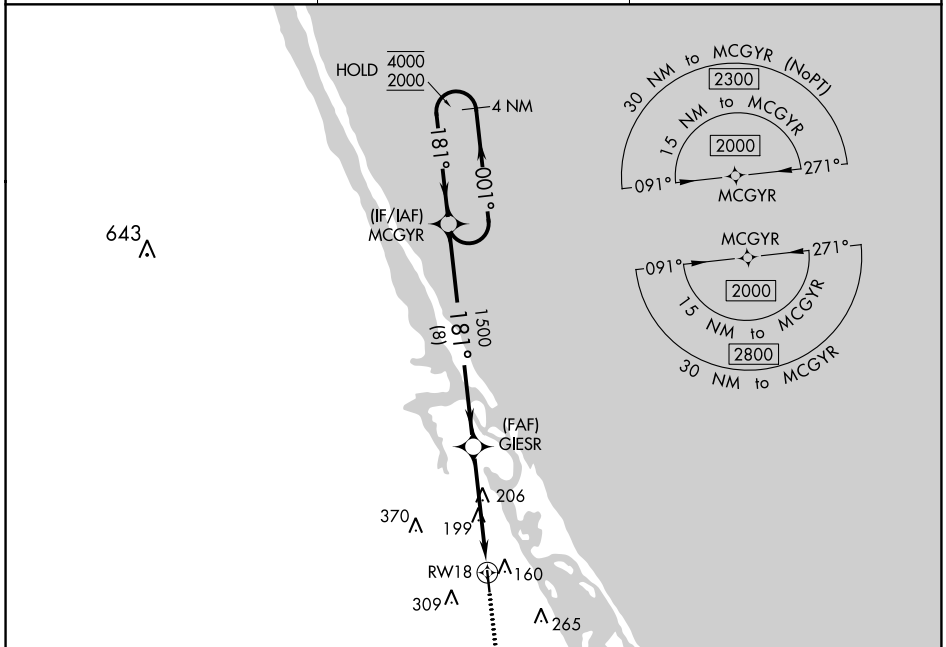 HOLD 4000
2000
4 NM
181°
001°
(IF/IAF)
MCGYR
643
1500
181°
(8)
(FAF)
GIESR
206
370
199
RW18
160
309
265
30 NM to MCGYR (NoPT)
2300
15 NM to MCGYR
2000
091°
271°
MCGYR
MCGYR
091°
271°
2000
15 NM to MCGYR
2800
30 NM to MCGYR